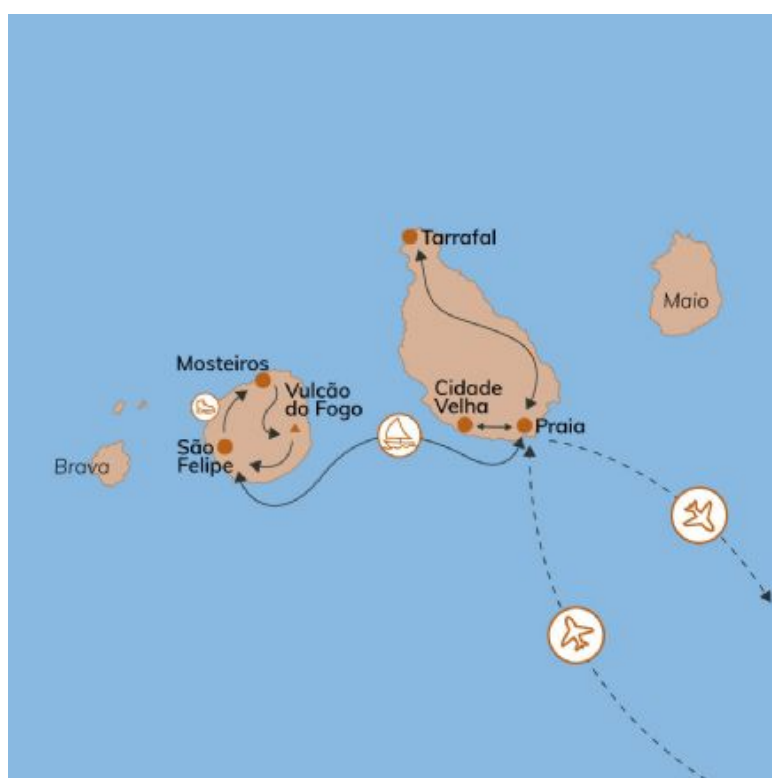 Tarrafal
Maio
Mosteiros
Vulcão
do Fogo
Cidade
Velha
Praia
São
Felipe
Brava